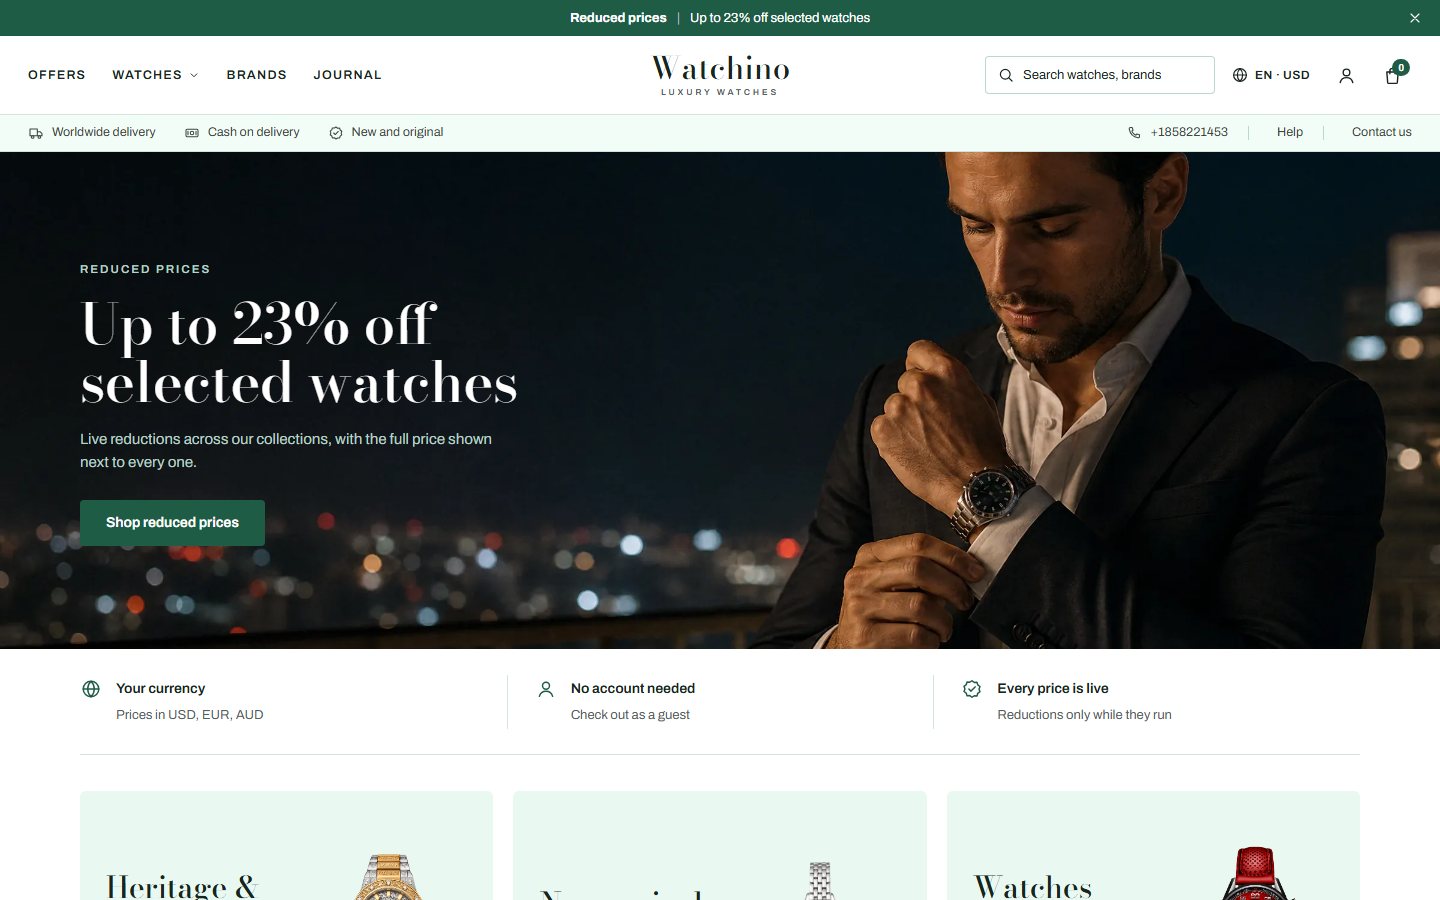 Reduced prices | Up to 23% off selected watches
OFFERS WATCHES BRANDS JOURNAL
Watchino
LUXURY WATCHES
Search watches, brands
EN · USD
0
Worldwide delivery Cash on delivery New and original
+1858221453 Help Contact us
REDUCED PRICES
Up to 23% off
selected watches
Live reductions across our collections, with the full price shown
next to every one.
Shop reduced prices
Your currency
Prices in USD, EUR, AUD
No account needed
Check out as a guest
Every price is live
Reductions only while they run
Heritage &
Watches